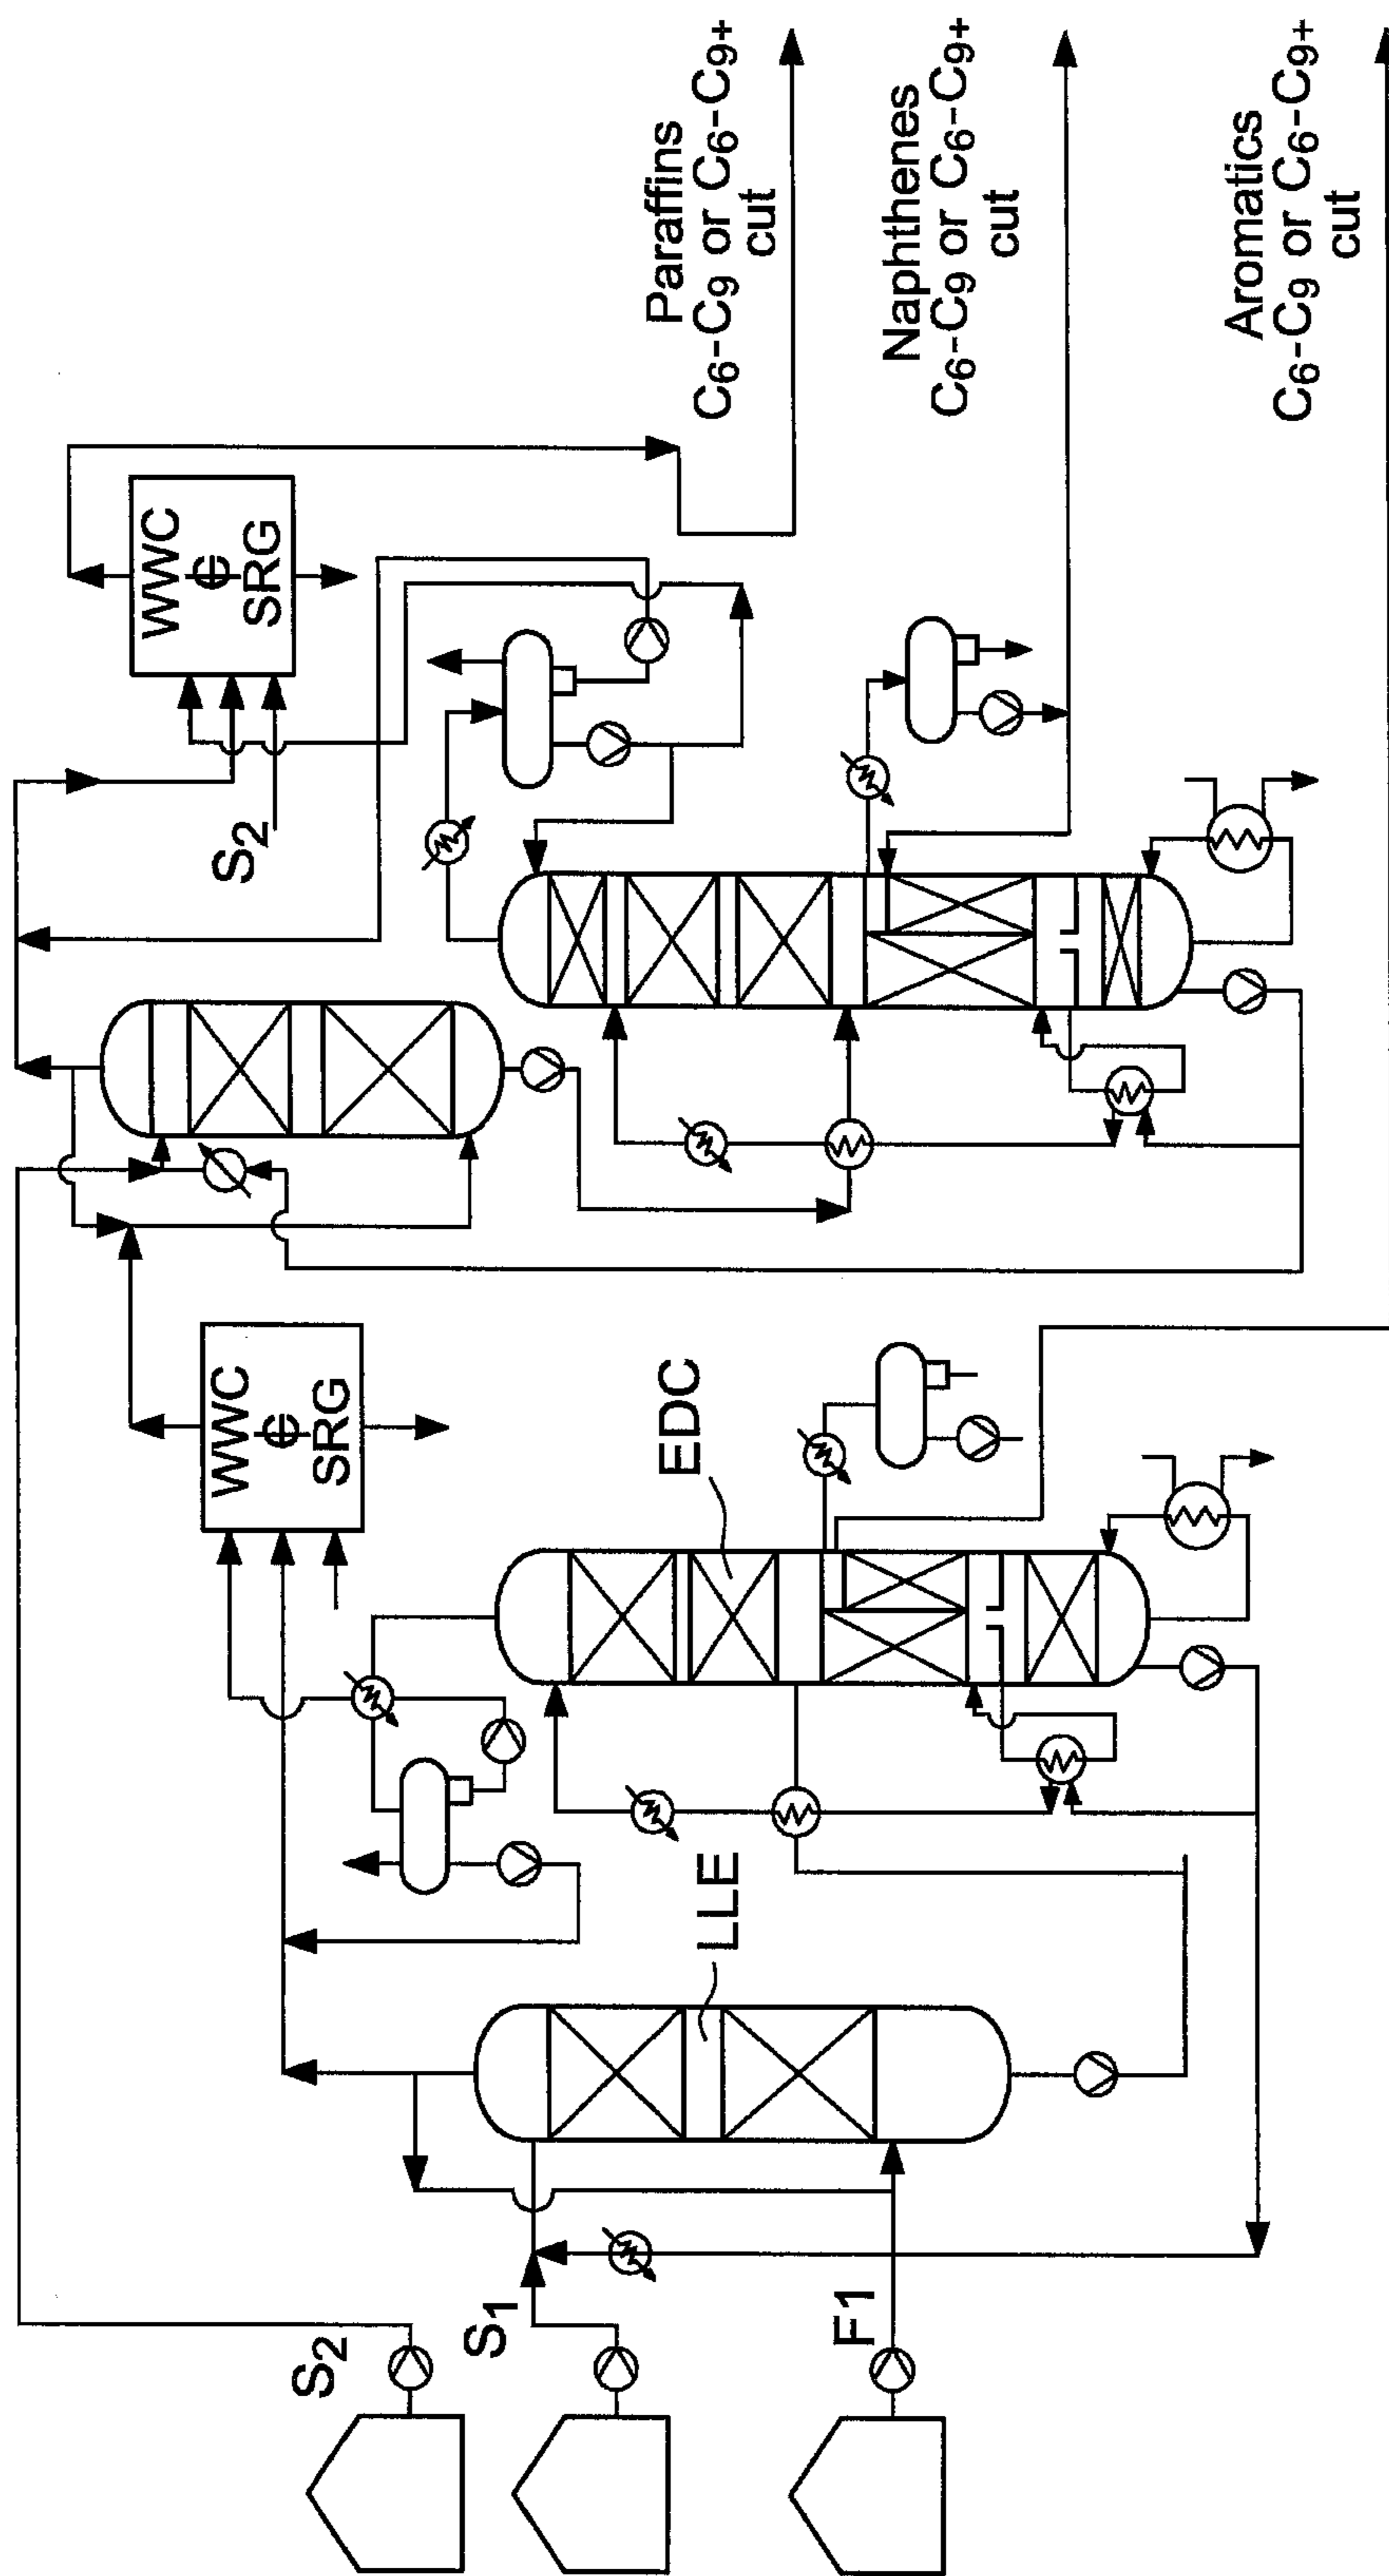 Paraffins
C6-C9 or C6-C9+
cut
Naphthenes
C6-C9 or C6-C9+
cut
Aromatics
C6-C9 or C6-C9+
cut
WWC
⊕
SRG
S2
WWC
⊕
SRG
EDC
LLE
S2
S1
F1